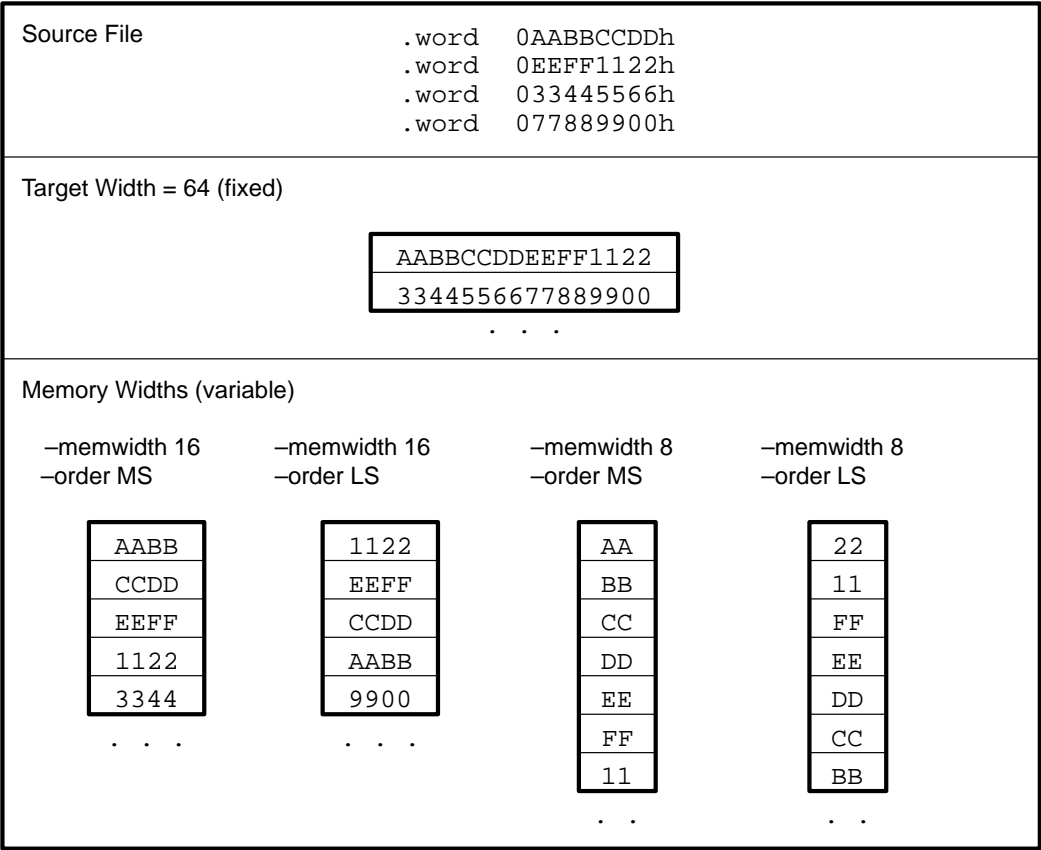 Source File
.word 0AABBCCDDh
.word 0EEFF1122h
.word 033445566h
.word 077889900h
Target Width = 64 (fixed)
AABBCCDDEEFF1122
3344556677889900
. . .
Memory Widths (variable)
–memwidth 16
–order MS
AABB
CCDD
EEFF
1122
3344
. . .
–memwidth 16
–order LS
1122
EEFF
CCDD
AABB
9900
. . .
–memwidth 8
–order MS
AA
BB
CC
DD
EE
FF
11
. .
–memwidth 8
–order LS
22
11
FF
EE
DD
CC
BB
. .